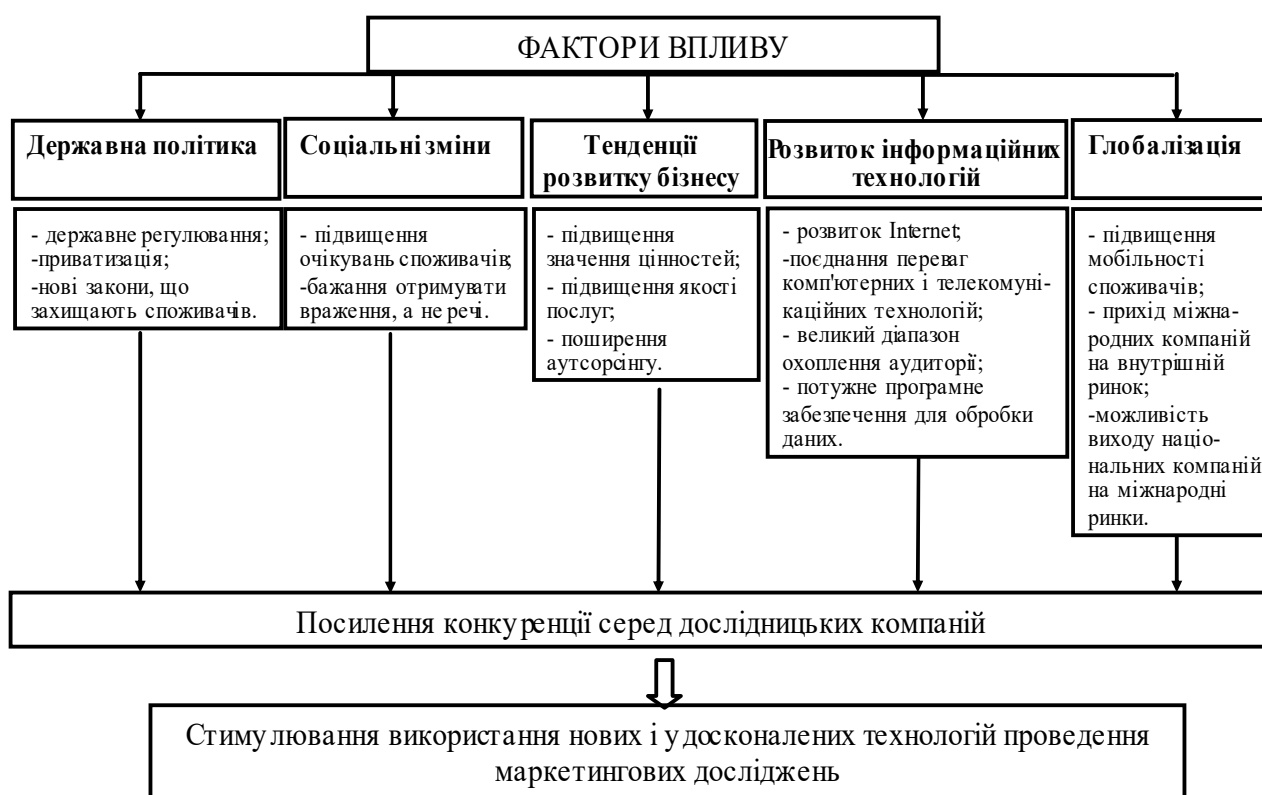 ФАКТОРИ ВПЛИВУ
Державна політика
Соціальні зміни
Тенденції
розвитку бізнесу
Розвиток інформаційних
технологій
Глобалізація
- державне регулювання;
-приватизація;
-нові закони, що
захищають споживачів.
- підвищення
очікувань споживачів;
-бажання отримувати
враження, а не речі.
- підвищення
значення цінностей;
- підвищення якості
послуг;
- поширення
аутсорсінгу.
- розвиток Internet;
-поєднання переваг
комп'ютерних і телекомуні-
каційних технологій;
- великий діапазон
охоплення аудиторії;
- потужне програмне
забезпечення для обробки
даних.
- підвищення
мобільності
споживачів;
- прихід міжна-
родних компаній
на внутрішній
ринок;
-можливість
виходу націо-
нальних компаній
на міжнародні
ринки.
Посилення конкуренції серед дослідницьких компаній
Стимулювання використання нових і удосконалених технологій проведення
маркетингових досліджень